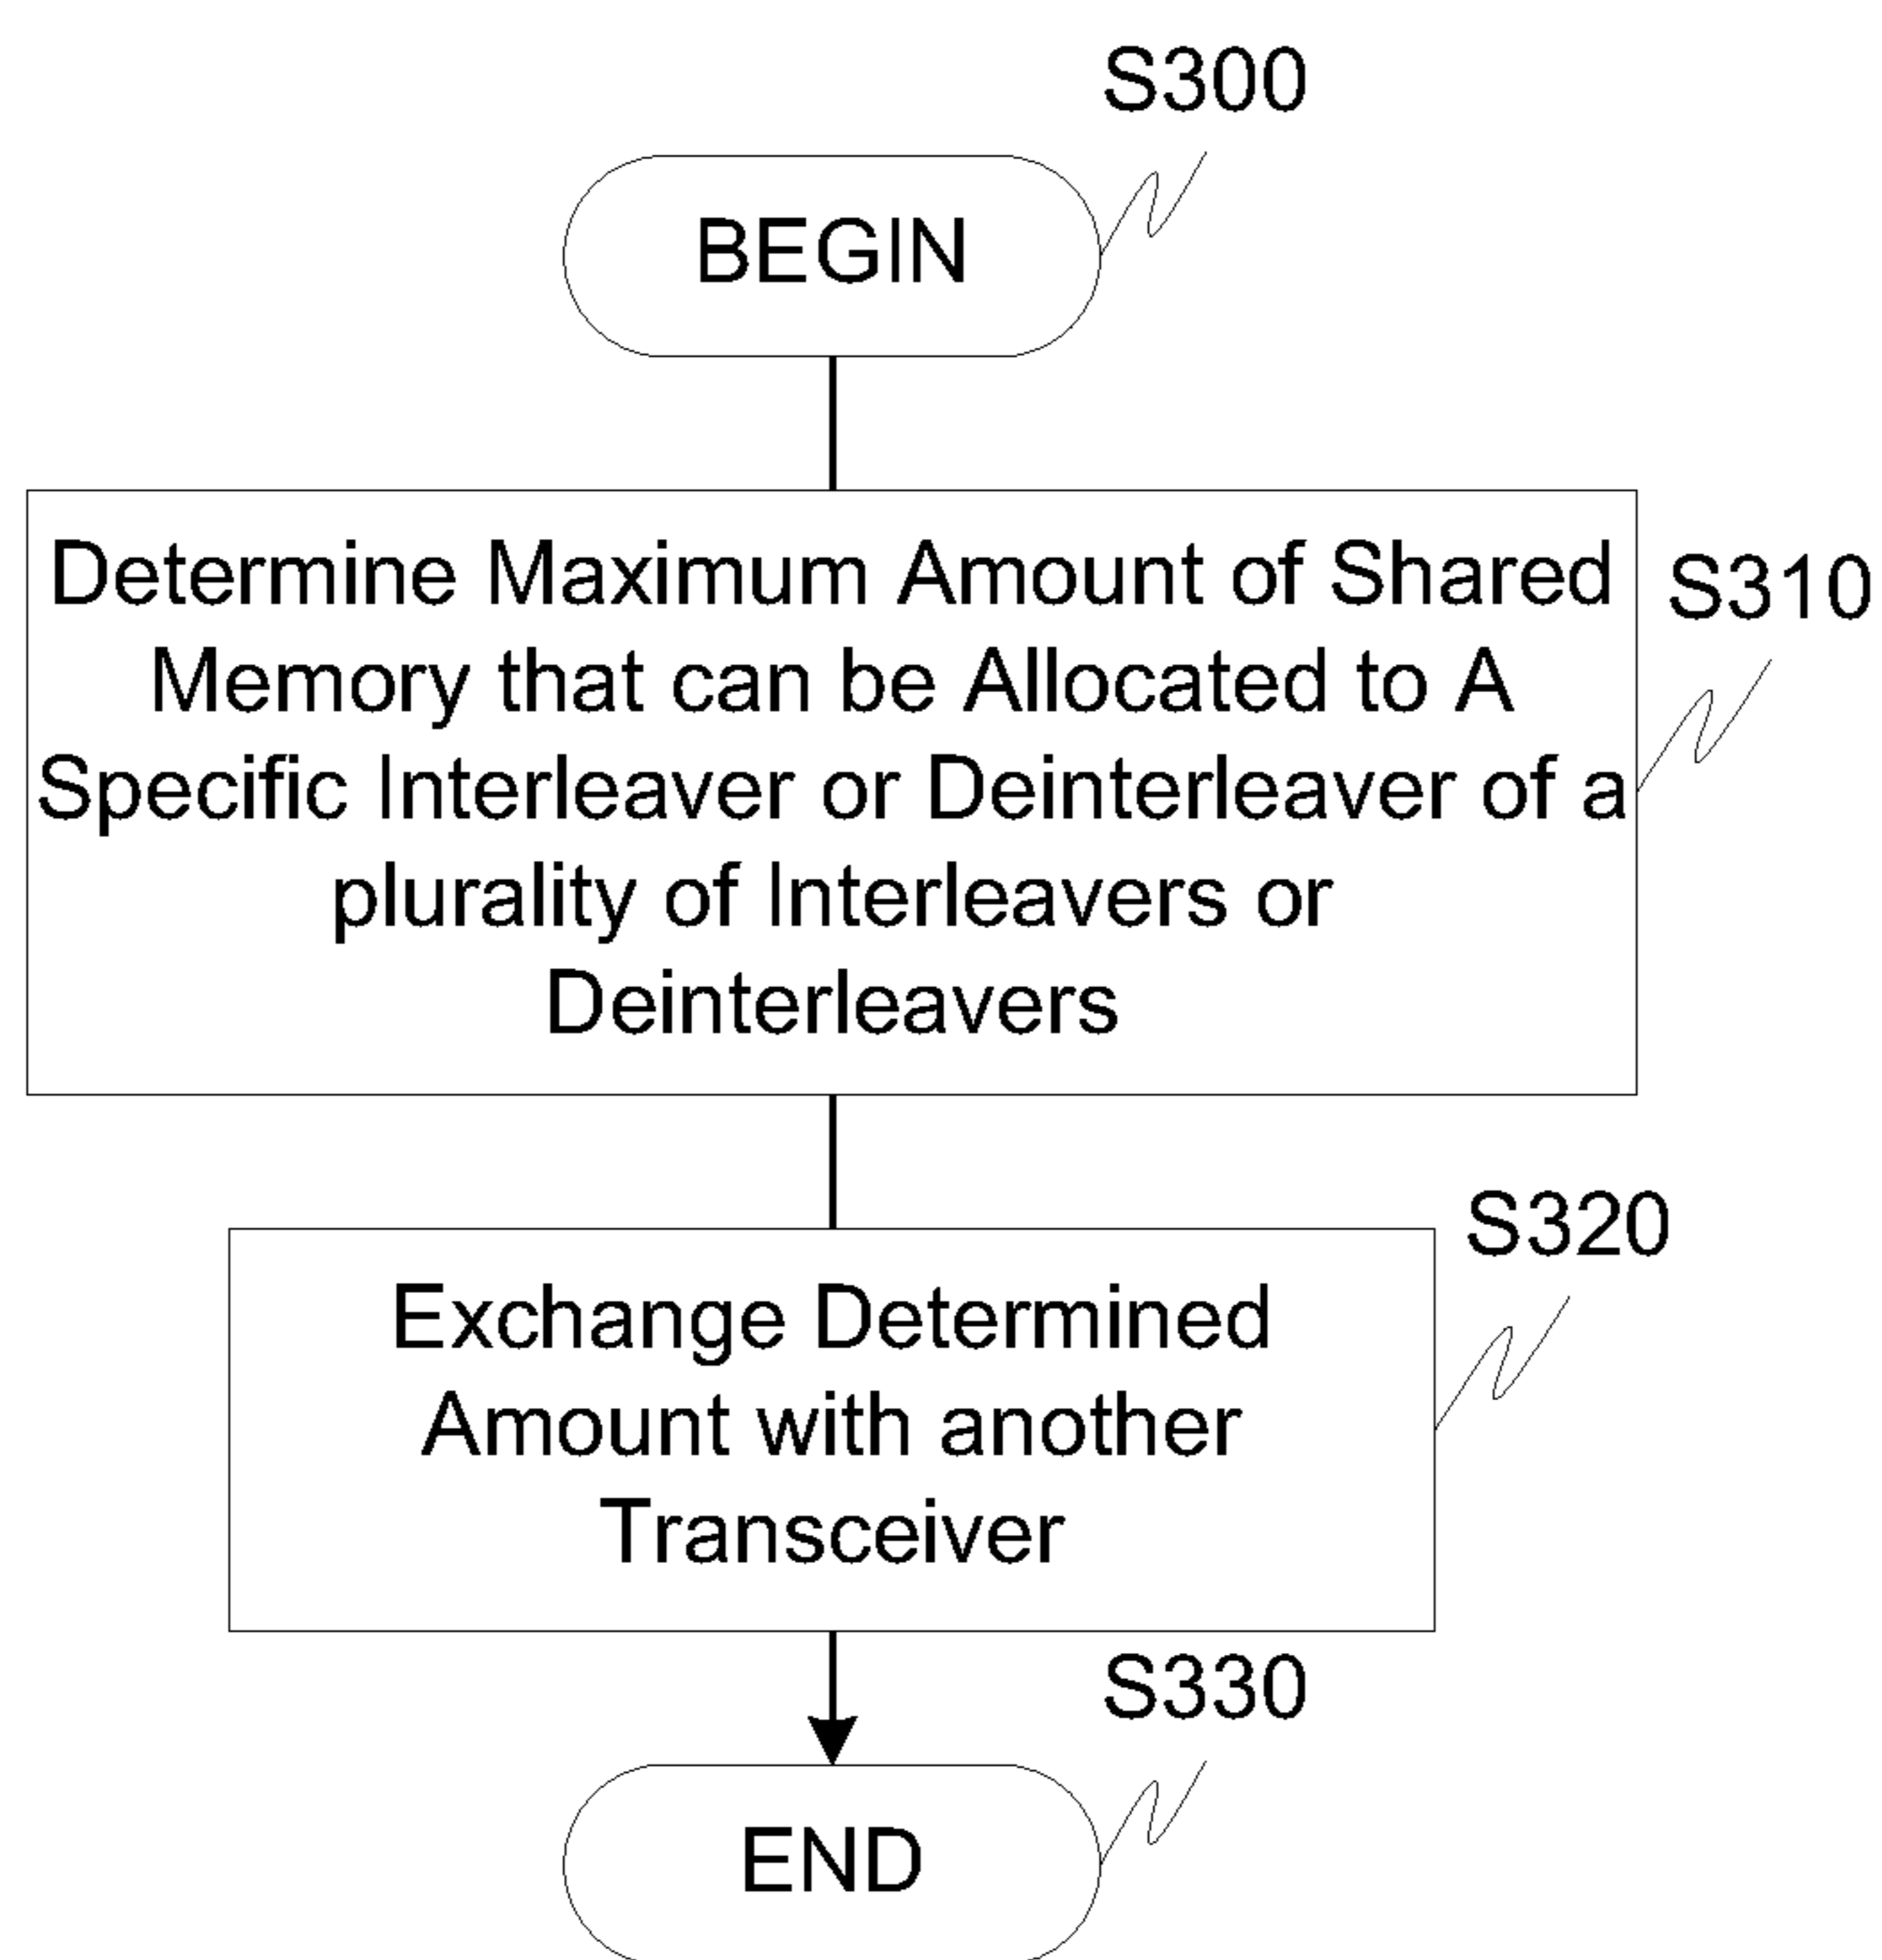 S300
BEGIN
Determine Maximum Amount of Shared
Memory that can be Allocated to A
Specific Interleaver or Deinterleaver of a
plurality of Interleavers or
Deinterleavers
S310
Exchange Determined
Amount with another
Transceiver
S320
S330
END